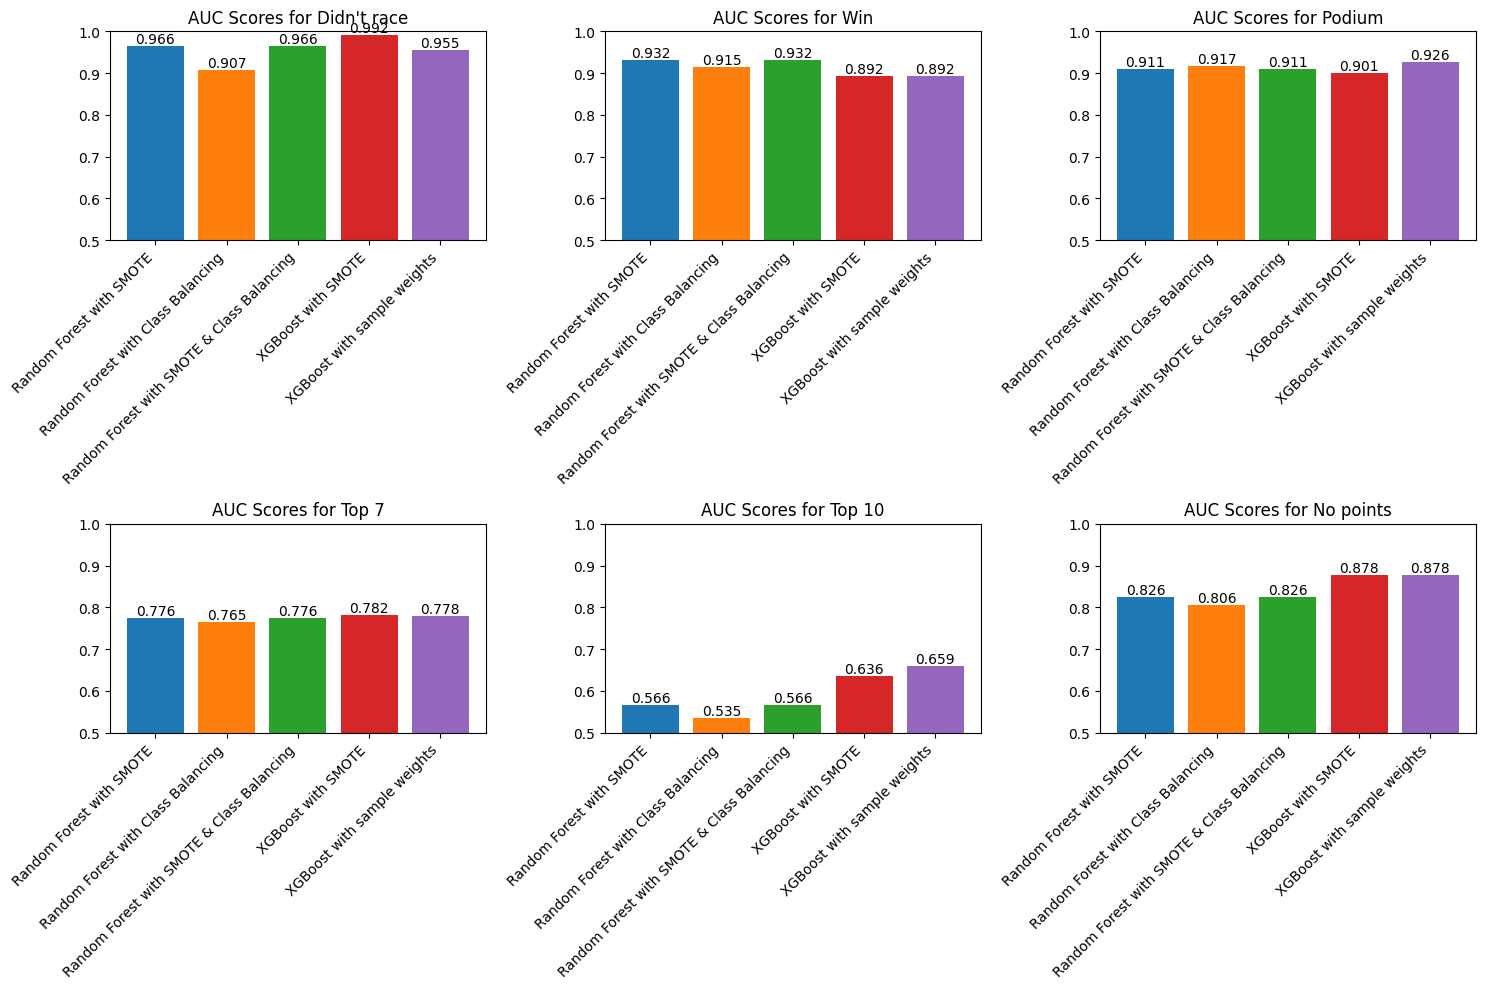 AUC Scores for Didn't race
1.0
0.9
0.8
0.7
0.6
0.5
0.966
0.907
0.966
0.992
0.955
Random Forest with SMOTE
Random Forest with Class Balancing
Random Forest with SMOTE & Class Balancing
XGBoost with SMOTE
XGBoost with sample weights
AUC Scores for Win
1.0
0.9
0.8
0.7
0.6
0.5
0.932
0.915
0.932
0.892
0.892
Random Forest with SMOTE
Random Forest with Class Balancing
Random Forest with SMOTE & Class Balancing
XGBoost with SMOTE
XGBoost with sample weights
AUC Scores for Podium
1.0
0.9
0.8
0.7
0.6
0.5
0.911
0.917
0.911
0.901
0.926
Random Forest with SMOTE
Random Forest with Class Balancing
Random Forest with SMOTE & Class Balancing
XGBoost with SMOTE
XGBoost with sample weights
AUC Scores for Top 7
1.0
0.9
0.8
0.7
0.6
0.5
0.776
0.765
0.776
0.782
0.778
Random Forest with SMOTE
Random Forest with Class Balancing
Random Forest with SMOTE & Class Balancing
XGBoost with SMOTE
XGBoost with sample weights
AUC Scores for Top 10
1.0
0.9
0.8
0.7
0.6
0.5
0.566
0.535
0.566
0.636
0.659
Random Forest with SMOTE
Random Forest with Class Balancing
Random Forest with SMOTE & Class Balancing
XGBoost with SMOTE
XGBoost with sample weights
AUC Scores for No points
1.0
0.9
0.8
0.7
0.6
0.5
0.826
0.806
0.826
0.878
0.878
Random Forest with SMOTE
Random Forest with Class Balancing
Random Forest with SMOTE & Class Balancing
XGBoost with SMOTE
XGBoost with sample weights